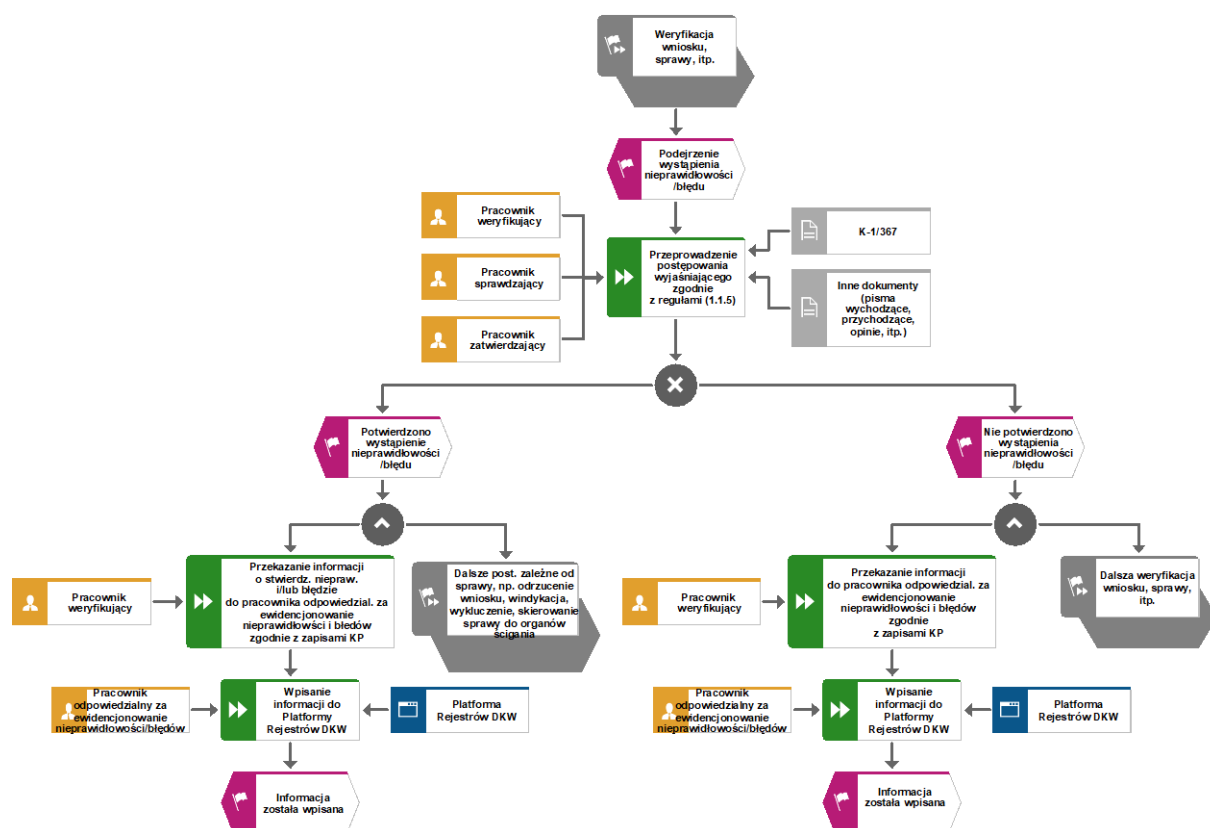 Weryfikacja
wniosku,
sprawy, itp.
Podejrzenie
wystąpienia
nieprawidłowości
/błędu
Pracownik
weryfikujący
Pracownik
sprawdzający
Pracownik
zatwierdzający
Przeprowadzenie
postępowania
wyjaśniającego
zgodnie
z regułami (1.1.5)
K-1/367
Inne dokumenty
(pisma
wychodzące,
przychodzące,
opinie, itp.)
Potwierdzono
wystąpienie
nieprawidłowości
/błędu
Nie potwierdzono
wystąpienia
nieprawidłowości
/błędu
Pracownik
weryfikujący
Przekazanie informacji
o stwierdz. niepraw.
i/lub błędzie
do pracownika odpowiedzial. za
ewidencjonowanie
nieprawidłowości i błedów
zgodnie z zapisami KP
Dalsze post. zależne od
sprawy, np. odrzucenie
wniosku, windykacja,
wykluczenie, skierowanie
sprawy do organów
ścigania
Pracownik
weryfikujący
Przekazanie informacji
do pracownika odpowiedzial. za
ewidencjonowanie
nieprawidłowości i błędów
zgodnie
z zapisami KP
Dalsza weryfikacja
wniosku, sprawy,
itp.
Pracownik
odpowiedzialny za
ewidencjonowanie
nieprawidłowości/błędów
Wpisanie
informacji do
Platformy
Rejestrów DKW
Platforma
Rejestrów DKW
Pracownik
odpowiedzialny za
ewidencjonowanie
nieprawidłowości/błędów
Wpisanie
informacji do
Platformy
Rejestrów DKW
Platforma
Rejestrów DKW
Informacja
została wpisana
Informacja
została wpisana